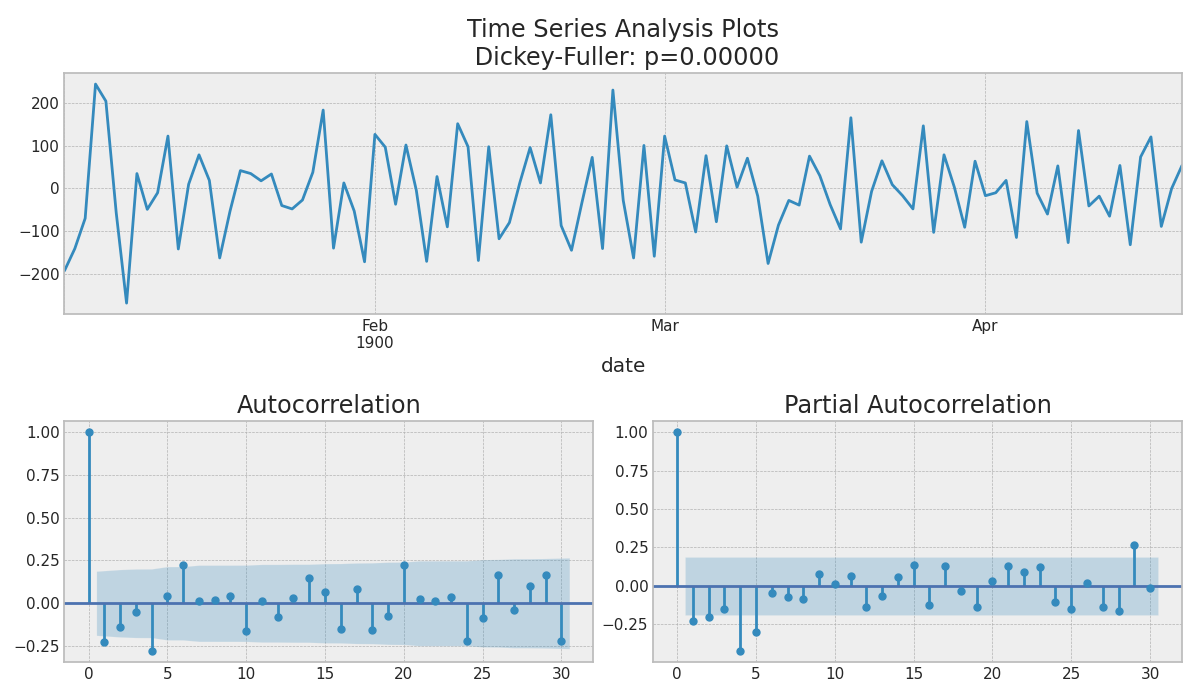 Time Series Analysis Plots
Dickey-Fuller: p=0.00000
200
100
0
−100
−200
Feb
1900
Mar
Apr
date
Autocorrelation
1.00
0.75
0.50
0.25
0.00
−0.25
0 5 10 15 20 25 30
Partial Autocorrelation
1.00
0.75
0.50
0.25
0.00
−0.25
0 5 10 15 20 25 30